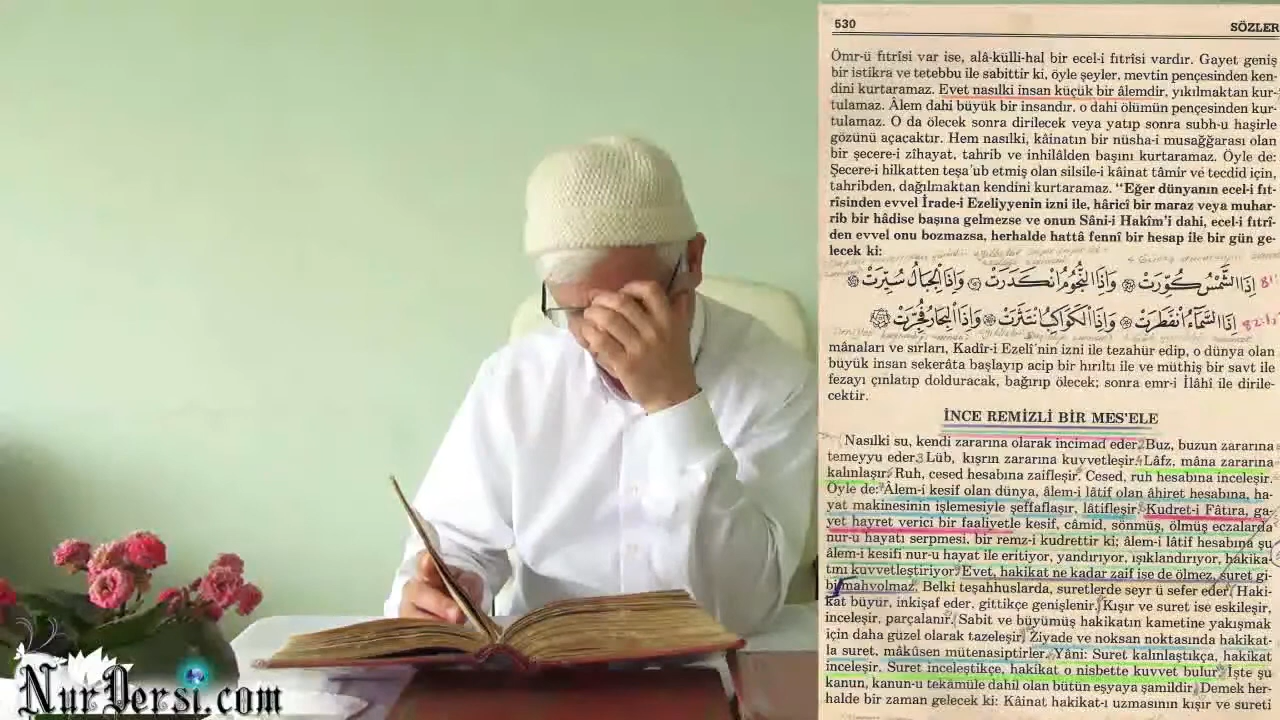 530
SÖZLER
Ömr-ü fıtrîsi var ise, alâ-külli-hal bir ecel-i fıtrîsi vardır. Gayet geniş
bir istikra ve tetebbu ile sabittir ki, öyle şeyler, mevtin pençesinden ken-
dini kurtaramaz. Evet nasılki insan küçük bir âlemdir, yıkılmaktan kur-
tulamaz. Âlem dahi büyük bir insandır, o dahi ölümün pençesinden kur-
tulamaz. O da ölecek sonra dirilecek veya yatıp sonra subh-u haşirle
gözünü açacaktır. Hem nasılki, kâinatın bir nüsha-i musağğarası olan
bir şecere-i zîhayat, tahrib ve inhilâlden başını kurtaramaz. Öyle de:
Şecere-i hilkatten teşa'ub etmiş olan silsile-i kâinat tâmir ve tecdid için,
tahribden, dağılmaktan kendini kurtaramaz. "Eğer dünyanın ecel-i fıt-
rîsinden evvel İrade-i Ezeliyyenin izni ile, hâricî bir maraz veya muhar-
rib bir hâdise başına gelmezse ve onun Sâni-i Hakîm'i dahi, ecel-i fıtrî-
den evvel onu bozmazsa, herhalde hattâ fennî bir hesap ile bir gün ge-
lecek ki:
اِذَا الشَّمْسُ كُوِّرَتْ ۞ وَاِذَا النُّجُومُ انْكَدَرَتْ ۞ وَاِذَا الْجِبَالُ سُيِّرَتْ ۞
اِذَا السَّمَٓاءُ انْفَطَرَتْ ۞ وَاِذَا الْكَوَاكِبُ انْتَثَرَتْ ۞ وَاِذَا الْبِحَارُ فُجِّرَتْ ۞
mânaları ve sırları, Kadîr-i Ezelî'nin izni ile tezahür edip, o dünya olan
büyük insan sekerâta başlayıp acip bir hırıltı ile ve müthiş bir savt ile
fezayı çınlatıp dolduracak, bağırıp ölecek; sonra emr-i İlâhî ile dirile-
cektir.
İNCE REMİZLİ BİR MES'ELE
Nasılki su, kendi zararına olarak incimad eder. Buz, buzun zararına
temeyyu eder. Lüb, kışrın zararına kuvvetleşir. Lâfz, mâna zararına
kalınlaşır. Ruh, cesed hesabına zaifleşir. Cesed, ruh hesabına inceleşir.
Öyle de: Âlem-i kesif olan dünya, âlem-i lâtif olan âhiret hesabına, ha-
yat makinesinin işlemesiyle şeffaflaşır, lâtifleşir. Kudret-i Fâtıra, ga-
yet hayret verici bir faaliyetle kesif, câmid, sönmüş, ölmüş eczalarda
nur-u hayatı serpmesi, bir remz-i kudrettir ki; âlem-i lâtif hesabına şu
âlem-i kesifi nur-u hayat ile eritiyor, yandırıyor, ışıklandırıyor, hakika-
tını kuvvetleştiriyor. Evet, hakikat ne kadar zaif ise de ölmez, suret gi-
bi mahvolmaz. Belki teşahhuslarda, suretlerde seyr ü sefer eder. Haki-
kat büyür, inkişaf eder, gittikçe genişlenir. Kışır ve suret ise eskileşir,
inceleşir, parçalanır. Sabit ve büyümüş hakikatın kametine yakışmak
için daha güzel olarak tazeleşir. Ziyade ve noksan noktasında hakikat-
la suret, mâkûsen mütenasiptirler. Yâni: Suret kalınlaştıkça, hakikat
inceleşir. Suret inceleştikçe, hakikat o nisbette kuvvet bulur. İşte şu
kanun, kanun-u tekâmüle dahil olan bütün eşyaya şamildir. Demek her-
halde bir zaman gelecek ki: Kâinat hakikat-ı uzmasının kışır ve sureti
NurDersi.com